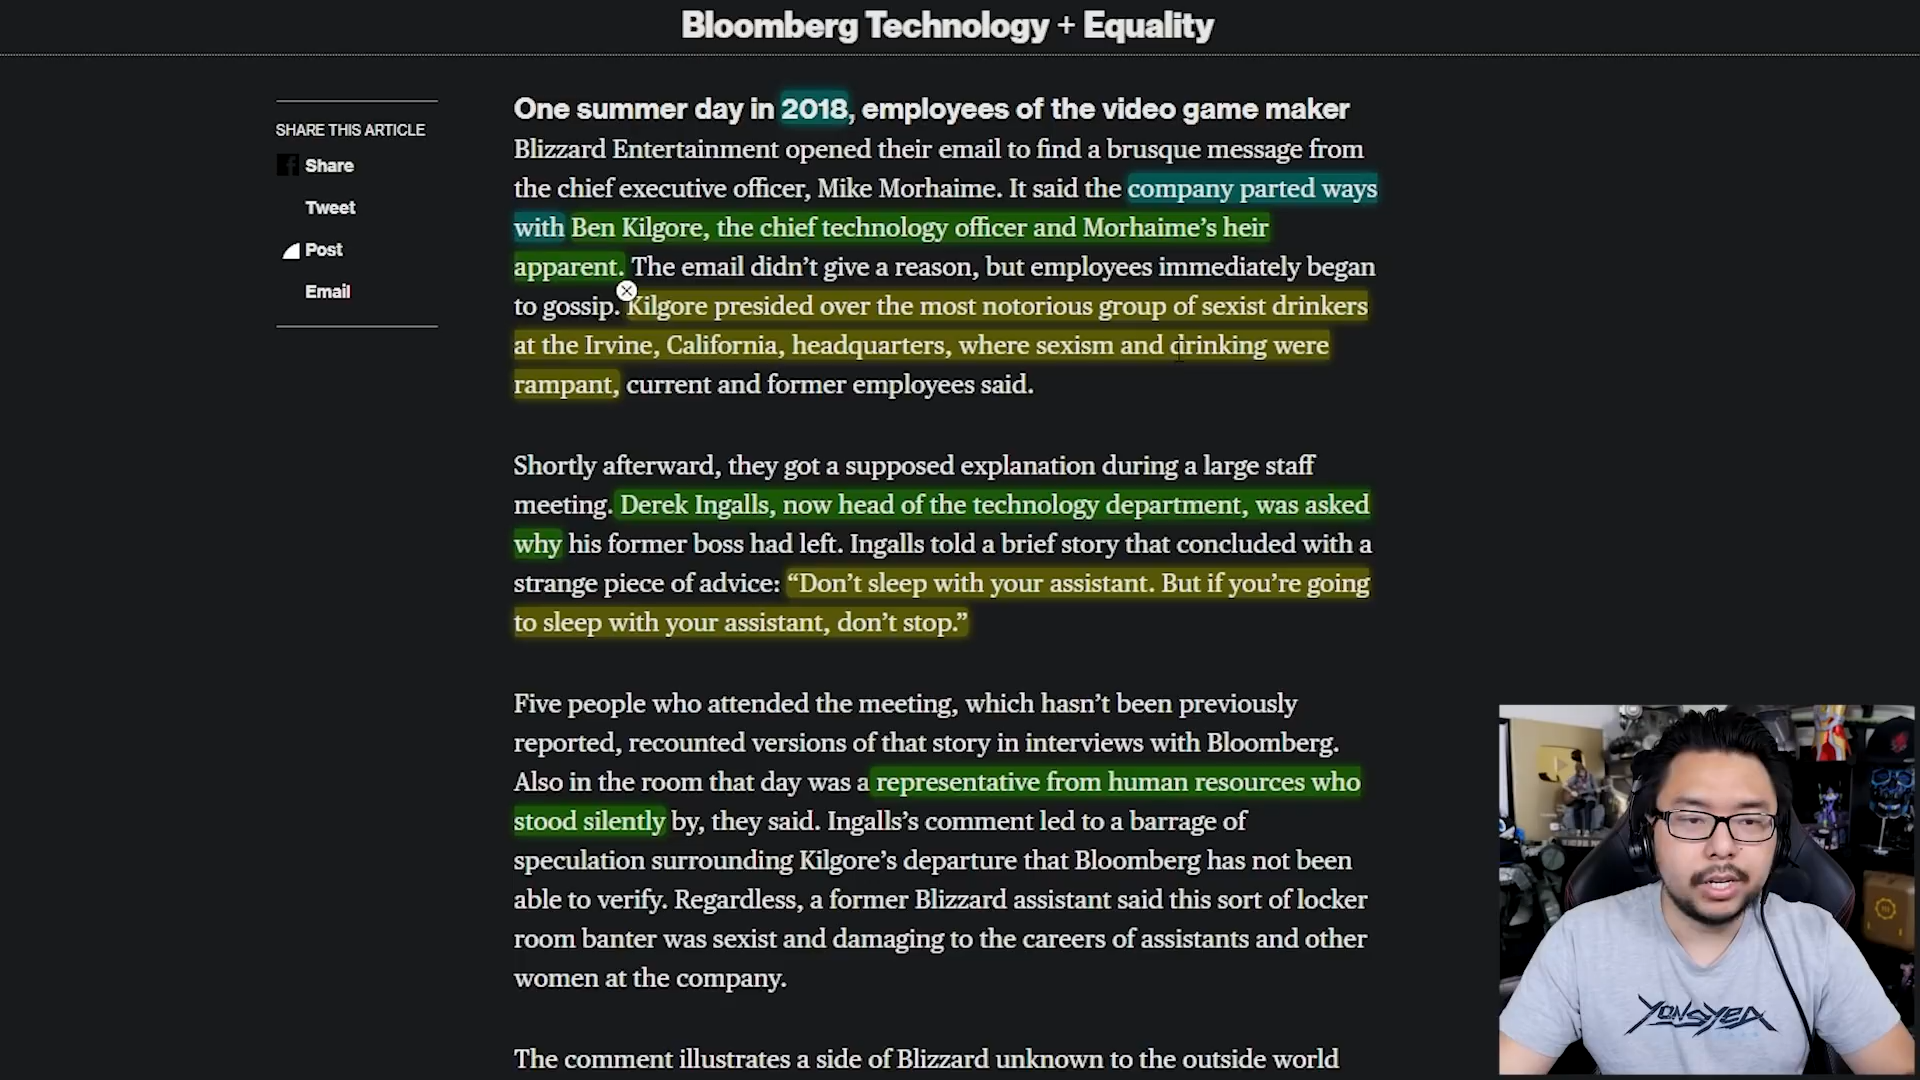 Bloomberg Technology + Equality
SHARE THIS ARTICLE
Share
Tweet
Post
Email
One summer day in 2018, employees of the video game maker
Blizzard Entertainment opened their email to find a brusque message from
the chief executive officer, Mike Morhaime. It said the company parted ways
with Ben Kilgore, the chief technology officer and Morhaime’s heir
apparent. The email didn’t give a reason, but employees immediately began
to gossip. Kilgore presided over the most notorious group of sexist drinkers
at the Irvine, California, headquarters, where sexism and drinking were
rampant, current and former employees said.
Shortly afterward, they got a supposed explanation during a large staff
meeting. Derek Ingalls, now head of the technology department, was asked
why his former boss had left. Ingalls told a brief story that concluded with a
strange piece of advice: “Don’t sleep with your assistant. But if you’re going
to sleep with your assistant, don’t stop.”
Five people who attended the meeting, which hasn’t been previously
reported, recounted versions of that story in interviews with Bloomberg.
Also in the room that day was a representative from human resources who
stood silently by, they said. Ingalls’s comment led to a barrage of
speculation surrounding Kilgore’s departure that Bloomberg has not been
able to verify. Regardless, a former Blizzard assistant said this sort of locker
room banter was sexist and damaging to the careers of assistants and other
women at the company.
The comment illustrates a side of Blizzard unknown to the outside world
YONGYEA